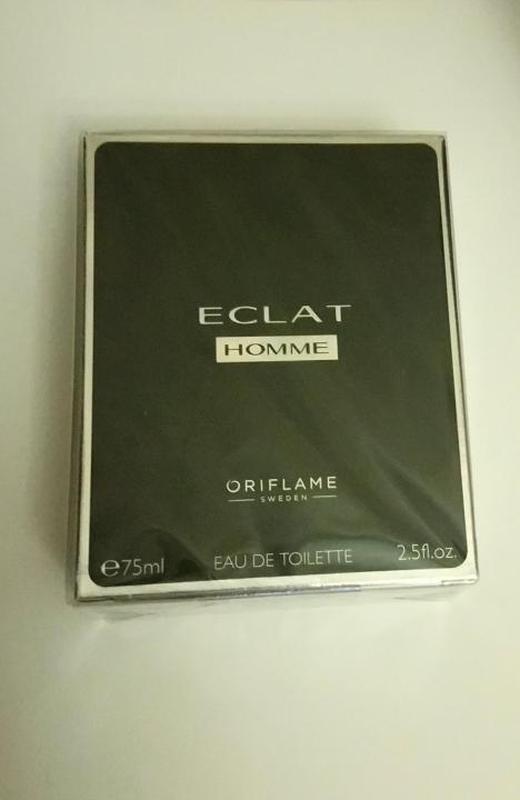 ECLAT
HOMME
ORIFLAME
SWEDEN
℮75ml EAU DE TOILETTE 2.5fl.oz.